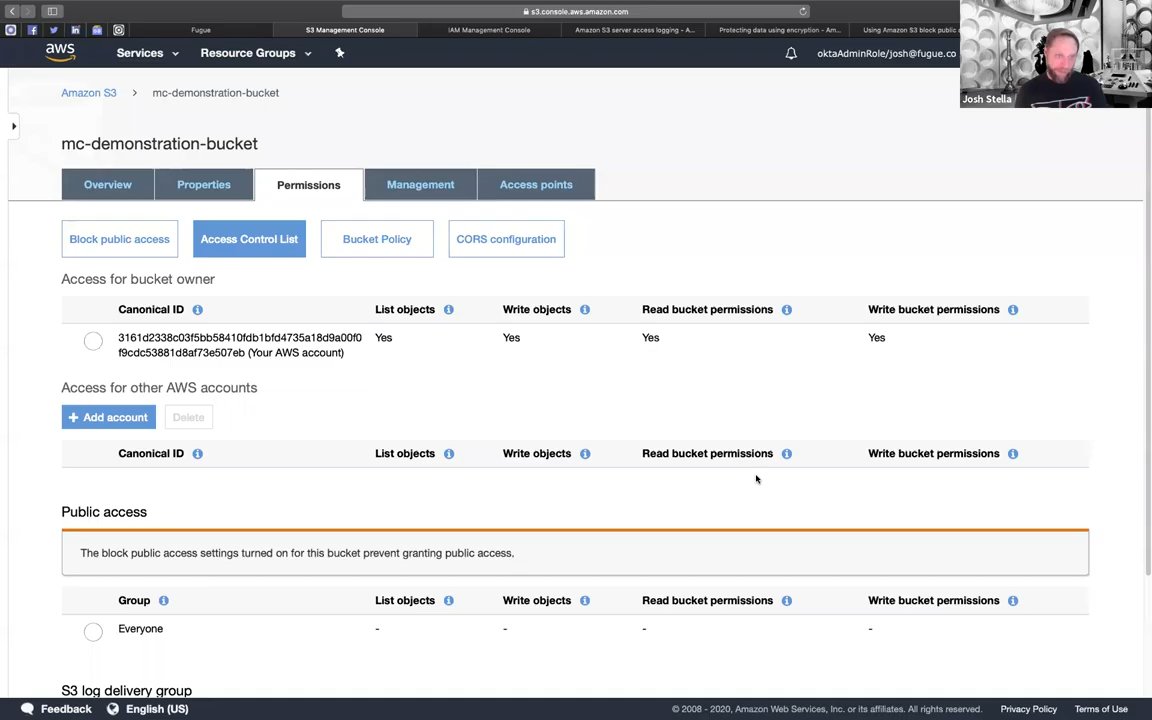 s3.console.aws.amazon.com
Fugue
S3 Management Console
IAM Management Console
Amazon S3 server access logging - A...
Protecting data using encryption - Am...
Using Amazon S3 block public
aws
Services
Resource Groups
oktaAdminRole/josh@fugue.co
Josh Stella
Amazon S3 > mc-demonstration-bucket
mc-demonstration-bucket
Overview
Properties
Permissions
Management
Access points
Block public access
Access Control List
Bucket Policy
CORS configuration
Access for bucket owner
Canonical ID List objects Write objects Read bucket permissions Write bucket permissions
3161d2338c03f5bb58410fdb1bfd4735a18d9a00f0 Yes Yes Yes Yes
f9cdc53881d8af73e507eb (Your AWS account)
Access for other AWS accounts
+ Add account
Delete
Canonical ID List objects Write objects Read bucket permissions Write bucket permissions
Public access
The block public access settings turned on for this bucket prevent granting public access.
Group List objects Write objects Read bucket permissions Write bucket permissions
Everyone - - - -
S3 log delivery group
Feedback
English (US)
© 2008 - 2020, Amazon Web Services, Inc. or its affiliates. All rights reserved.
Privacy Policy
Terms of Use